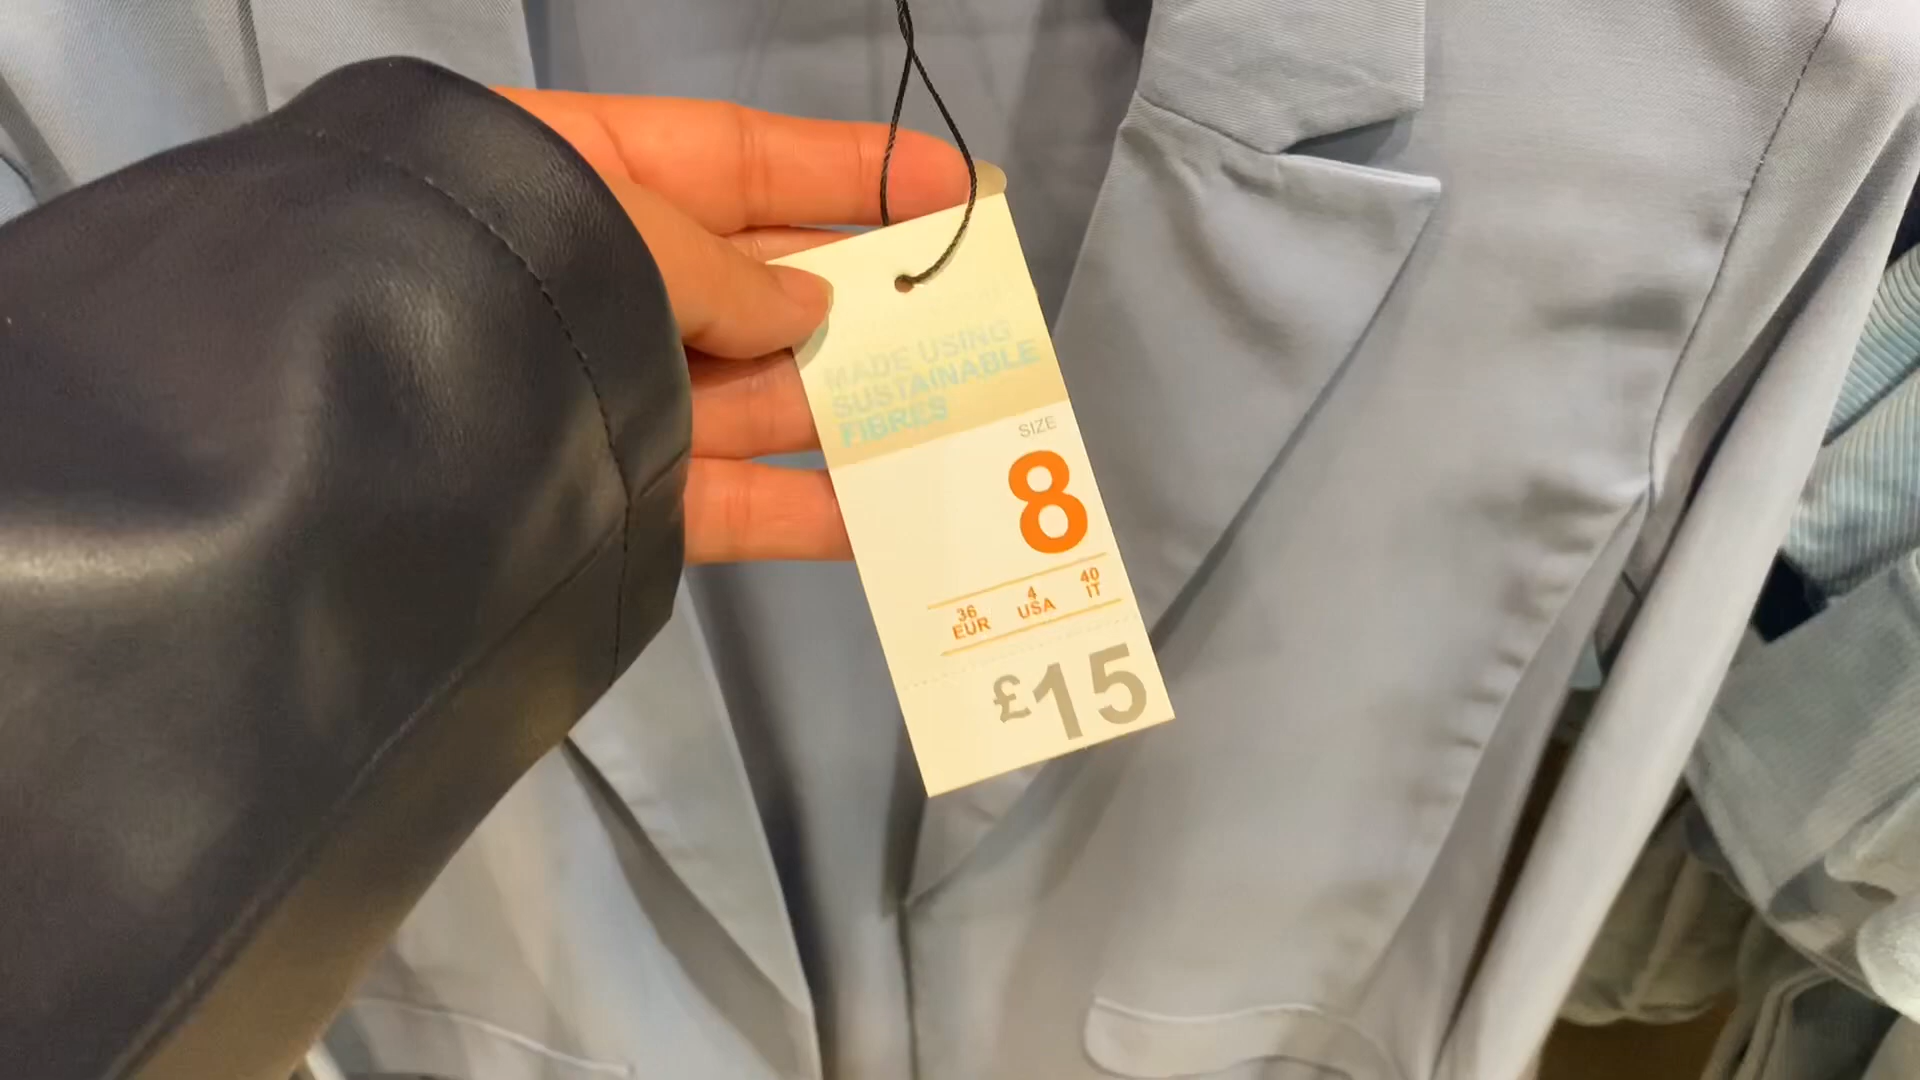 MADE USING
SUSTAINABLE
FIBRES
SIZE
8
36 4 40
EUR USA IT
£15